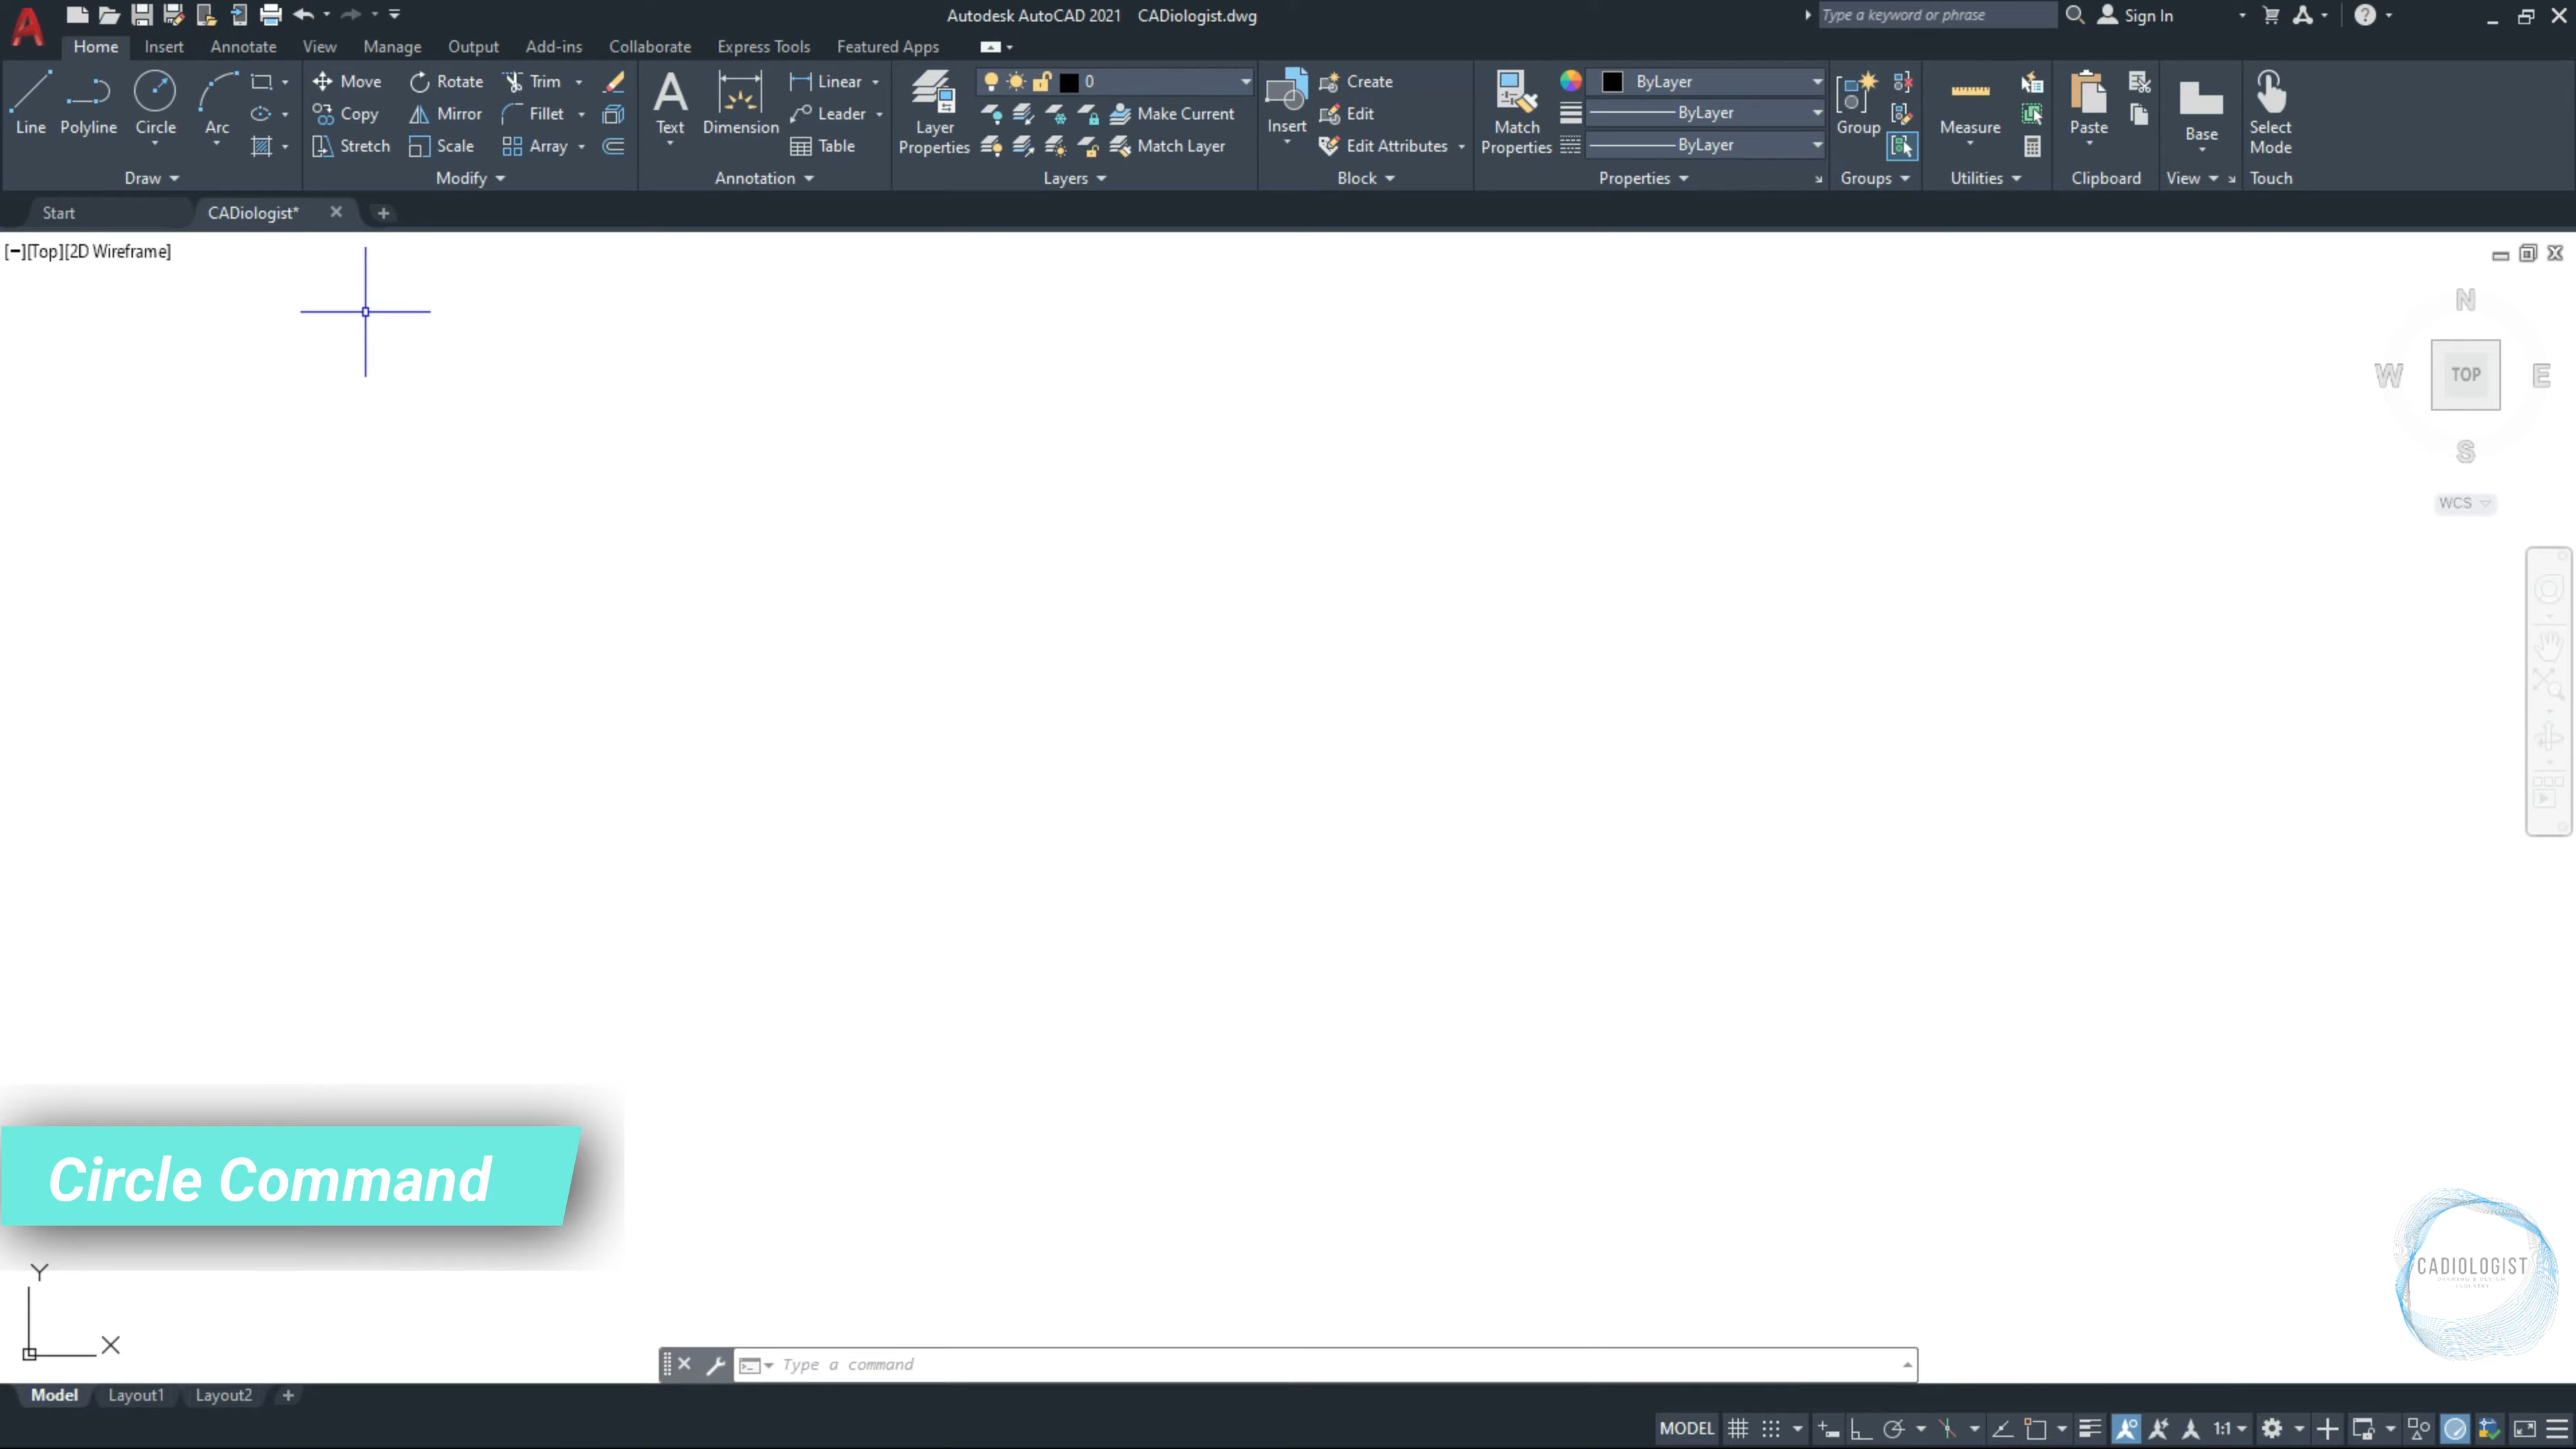 Autodesk AutoCAD 2021 CADiologist.dwg
Type a keyword or phrase
Sign In
Home Insert Annotate View Manage Output Add-ins Collaborate Express Tools Featured Apps
Line Polyline Circle Arc
Move Rotate Trim
Copy Mirror Fillet
Stretch Scale Array
Text Dimension
Linear
Leader
Table
Layer Properties
0
Make Current
Match Layer
Insert
Create
Edit
Edit Attributes
Match Properties
ByLayer
ByLayer
ByLayer
Group
Measure
Paste
Base
Select Mode
Draw Modify Annotation Layers Block Properties Groups Utilities Clipboard View Touch
Start CADiologist*
[−][Top][2D Wireframe]
N
W TOP E
S
WCS
Circle Command
CADIOLOGIST
Y
X
Type a command
Model Layout1 Layout2
MODEL 1:1